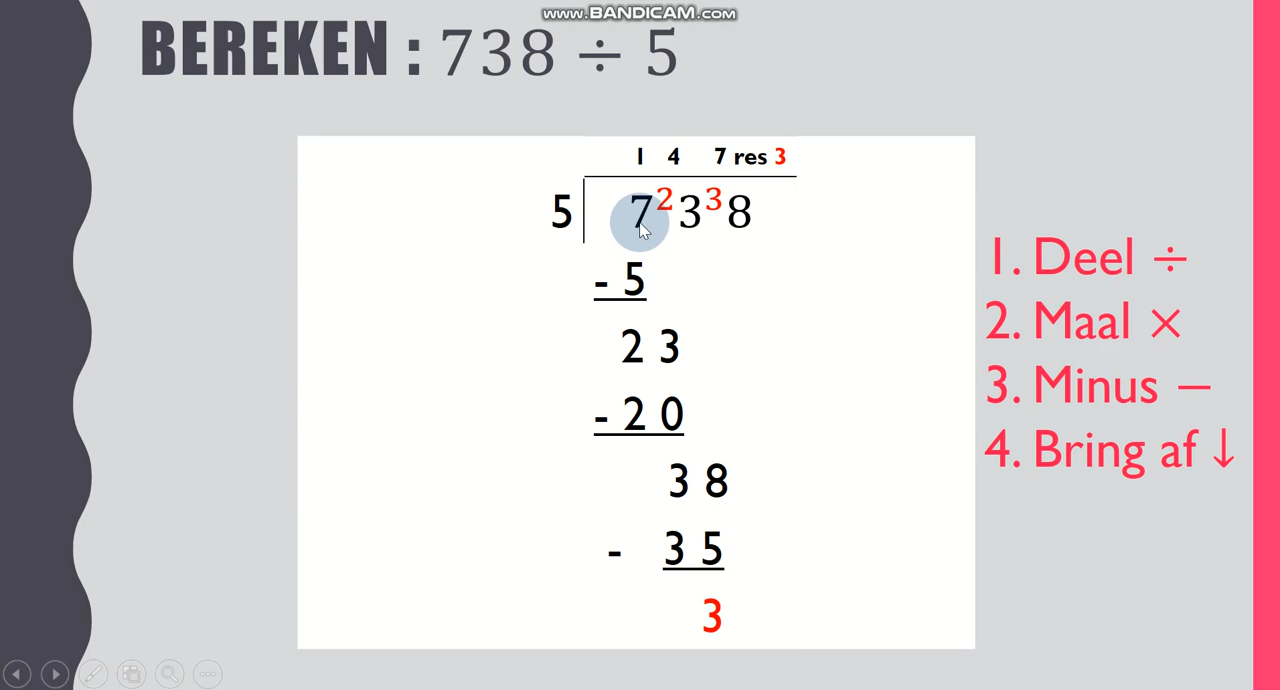 www.BANDICAM.com
BEREKEN : 738 ÷ 5
1 4 7 res 3
5 7 2 3 3 8
- 5
2 3
- 2 0
3 8
- 3 5
3
1. Deel ÷
2. Maal ×
3. Minus −
4. Bring af ↓